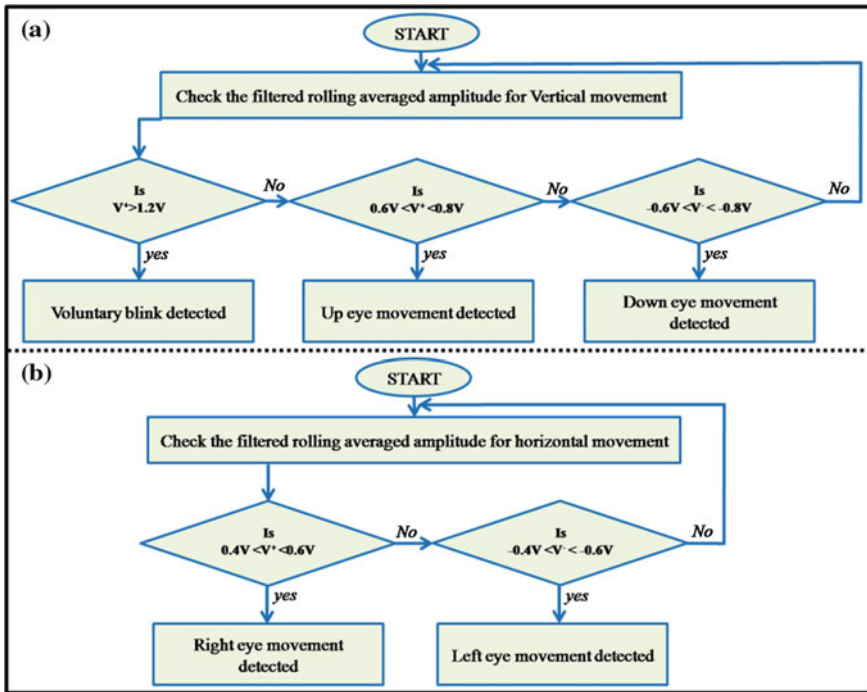 (a)
START
Check the filtered rolling averaged amplitude for Vertical movement
Is
V⁺>1.2V
No
Is
0.6V <V⁺ <0.8V
No
Is
-0.6V <V⁻ < -0.8V
No
yes
yes
yes
Voluntary blink detected
Up eye movement detected
Down eye movement
detected
(b)
START
Check the filtered rolling averaged amplitude for horizontal movement
Is
0.4V <V⁺ <0.6V
No
Is
-0.4V <V⁻ < -0.6V
No
yes
yes
Right eye movement
detected
Left eye movement detected